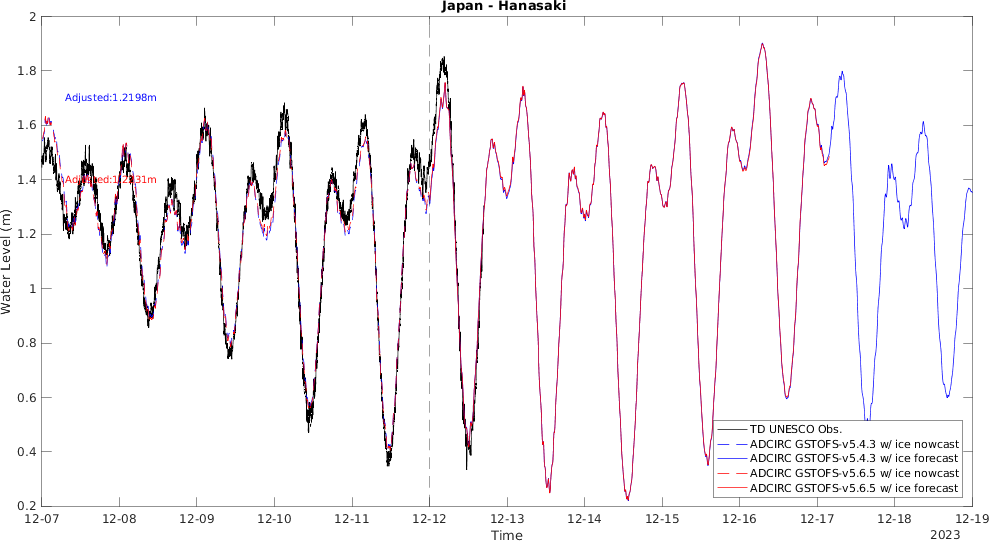 Japan - Hanasaki
2
1.8
1.6
1.4
1.2
1
0.8
0.6
0.4
0.2
Water Level (m)
Adjusted:1.2198m
TD UNESCO Obs.
ADCIRC GSTOFS-v5.4.3 w/ ice nowcast
ADCIRC GSTOFS-v5.4.3 w/ ice forecast
ADCIRC GSTOFS-v5.6.5 w/ ice nowcast
ADCIRC GSTOFS-v5.6.5 w/ ice forecast
12-07 12-08 12-09 12-10 12-11 12-12 12-13 12-14 12-15 12-16 12-17 12-18 12-19
Time
2023